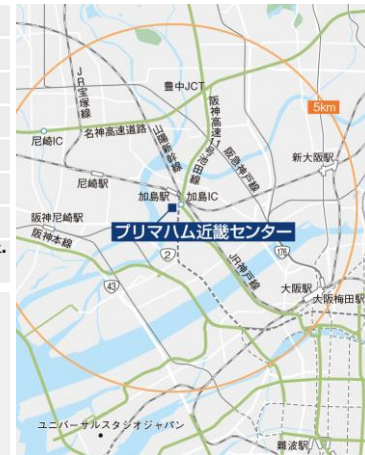 JR宝塚線
豊中JCT
阪神高速11号池田線
5km
尼崎IC
名神高速道路
山陽新幹線
阪急神戸線
新大阪駅
尼崎駅
加島駅
加島IC
阪神尼崎駅
プリマハム近畿センター
阪神本線
2
JR神戸線
176
43
大阪駅
大阪梅田駅
ユニバーサルスタジオジャパン
難波駅